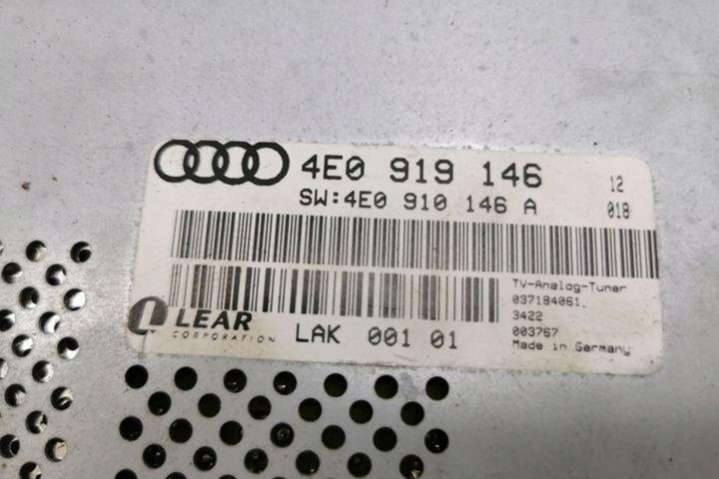 4E0 919 146
12
SW:4E0 910 146 A
018
TV-Analog-Tuner
037184061.
3422
003767
Made in Germany
LEAR
CORPORATION
LAK 001 01